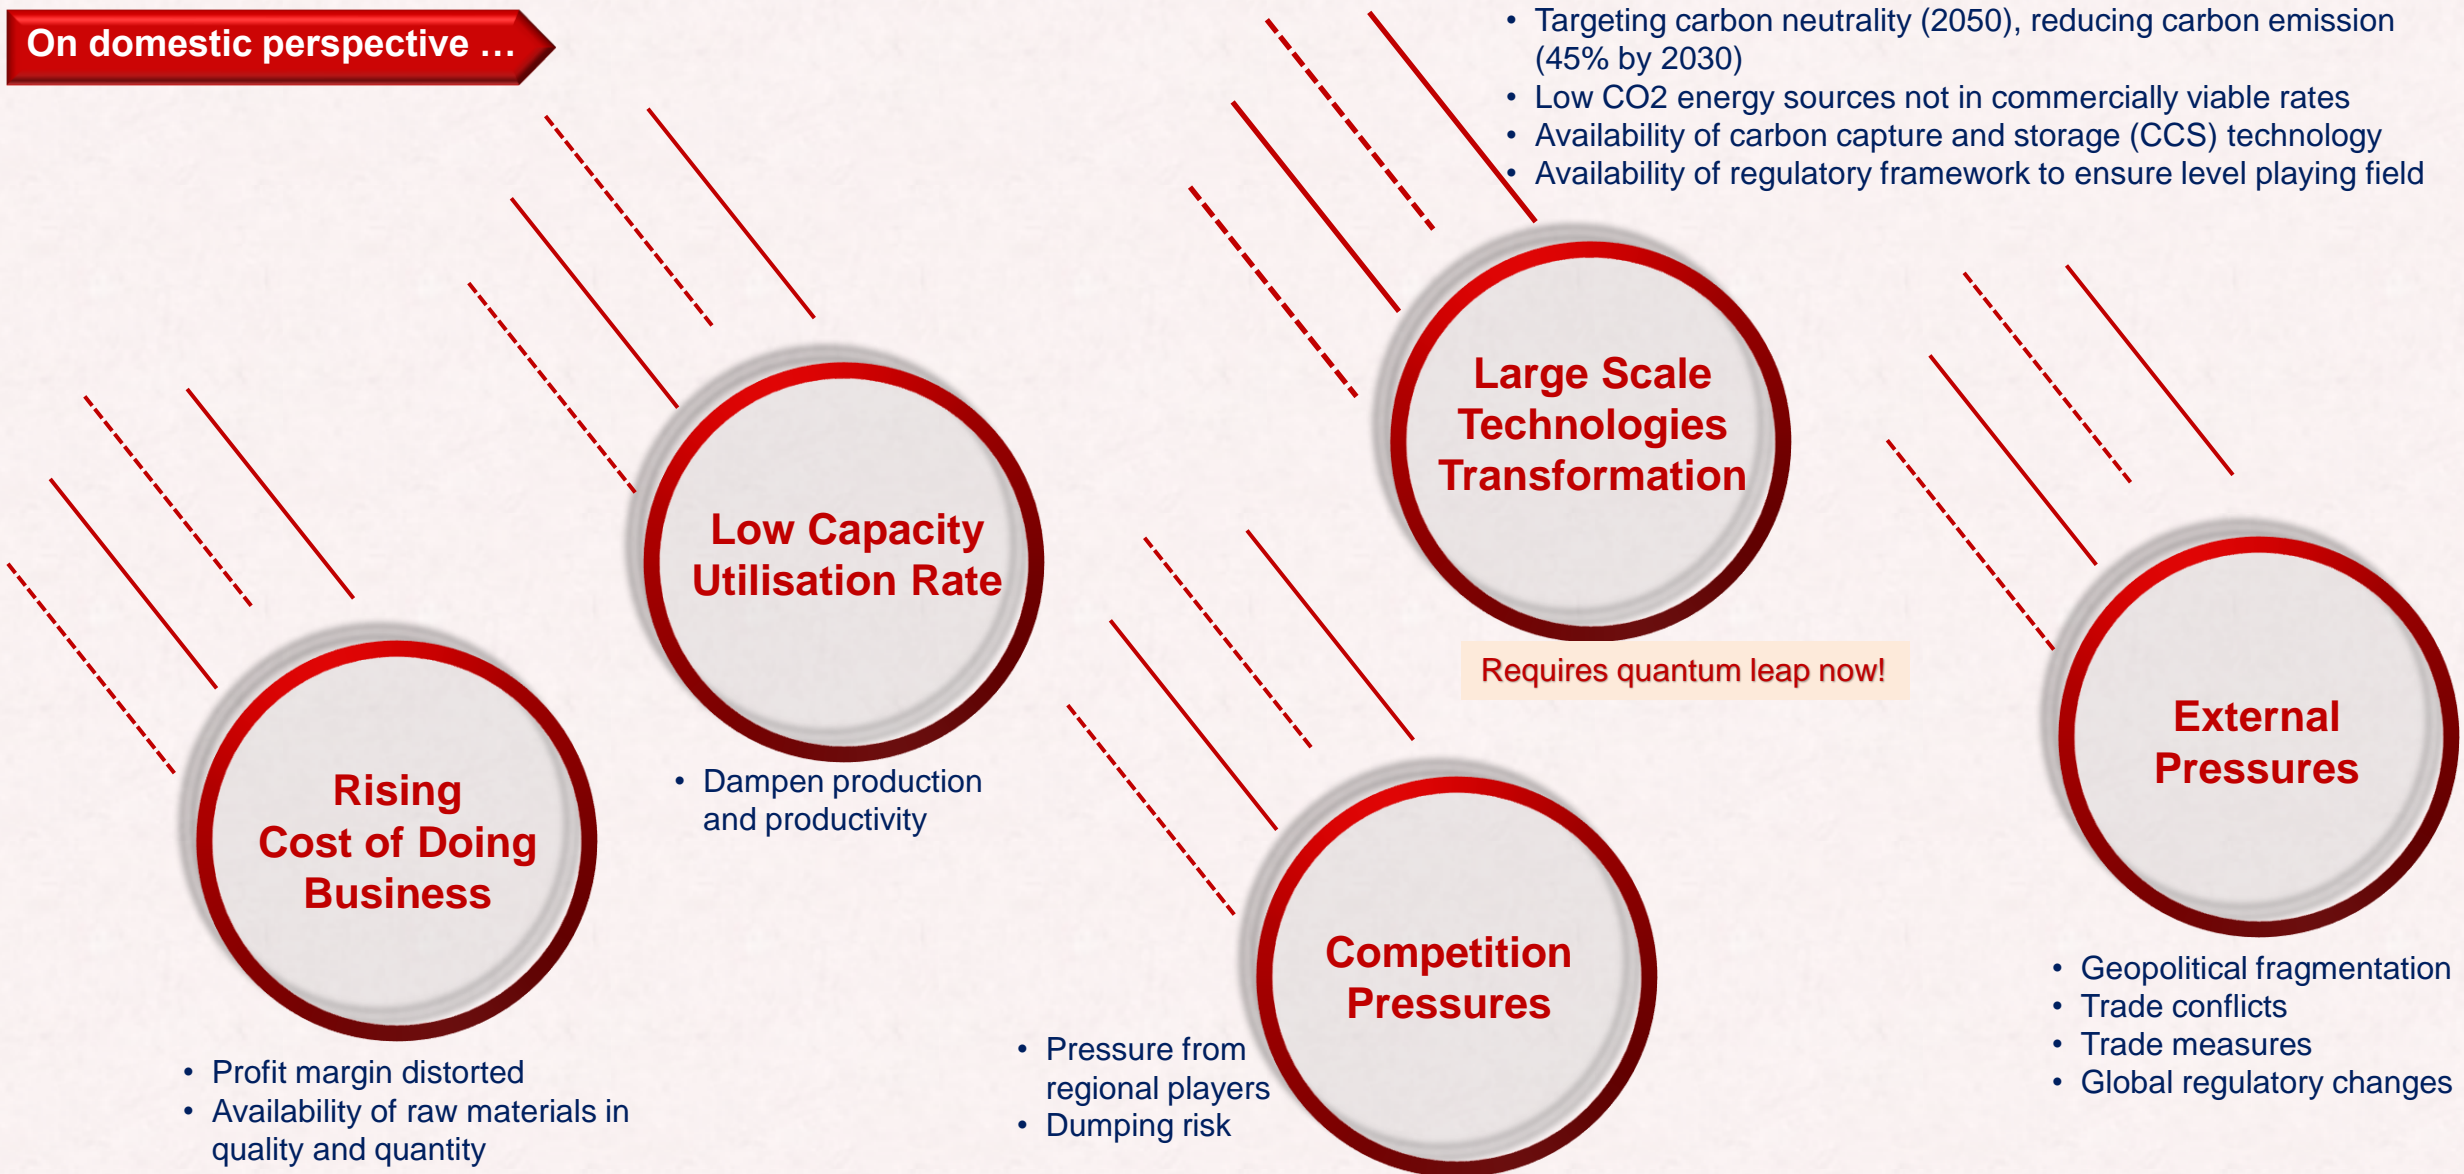 On domestic perspective …
• Targeting carbon neutrality (2050), reducing carbon emission
(45% by 2030)
• Low CO2 energy sources not in commercially viable rates
• Availability of carbon capture and storage (CCS) technology
• Availability of regulatory framework to ensure level playing field
Rising
Cost of Doing
Business
• Profit margin distorted
• Availability of raw materials in
quality and quantity
Low Capacity
Utilisation Rate
• Dampen production
and productivity
Large Scale
Technologies
Transformation
Requires quantum leap now!
Competition
Pressures
• Pressure from
regional players
• Dumping risk
External
Pressures
• Geopolitical fragmentation
• Trade conflicts
• Trade measures
• Global regulatory changes